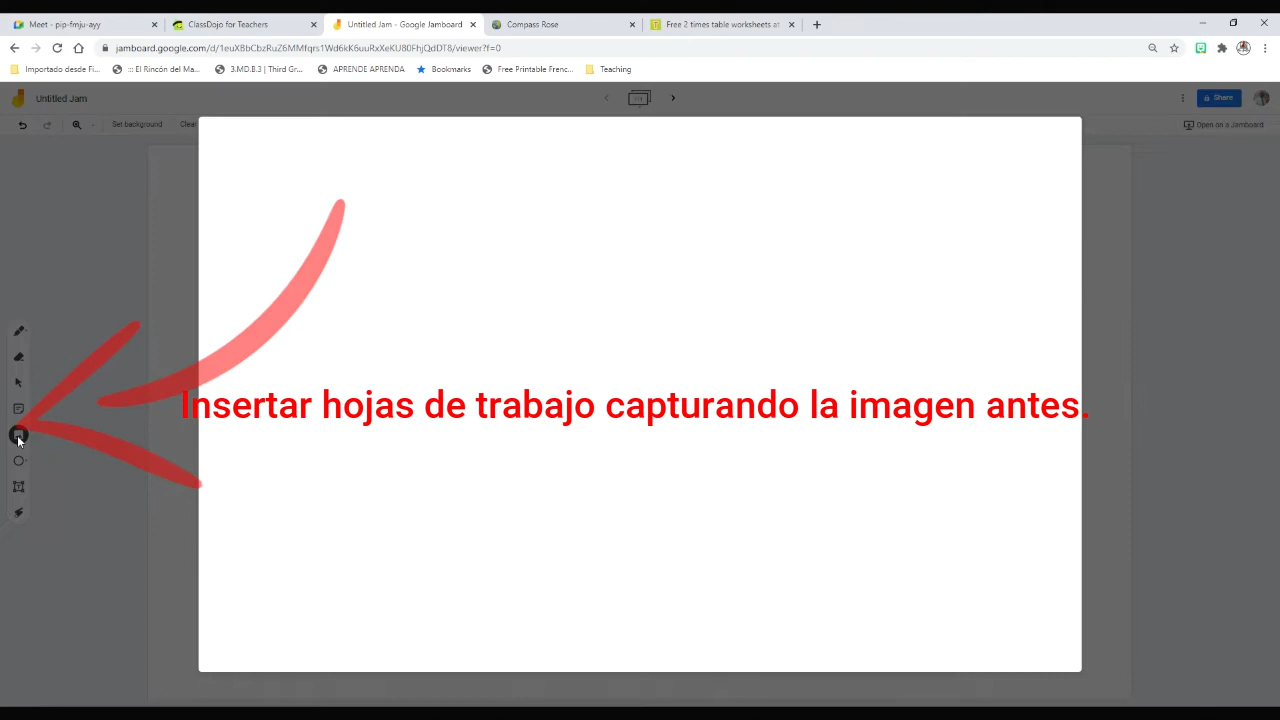 Meet - pip-fmju-ayy
ClassDojo for Teachers
Untitled Jam - Google Jamboard
Compass Rose
Free 2 times table worksheets at
jamboard.google.com/d/1euXBbCbzRuZ6MMfqrs1Wd6kK6uuRxXeKU80FhjQdDT8/viewer?f=0
Importado desde Fi...
::: El Rincón del Ma...
3.MD.B.3 | Third Gr...
APRENDE APRENDA
Bookmarks
Free Printable Frenc...
Teaching
Untitled Jam
Share
Set background
Clear
Open on a Jamboard
Insertar hojas de trabajo capturando la imagen antes.